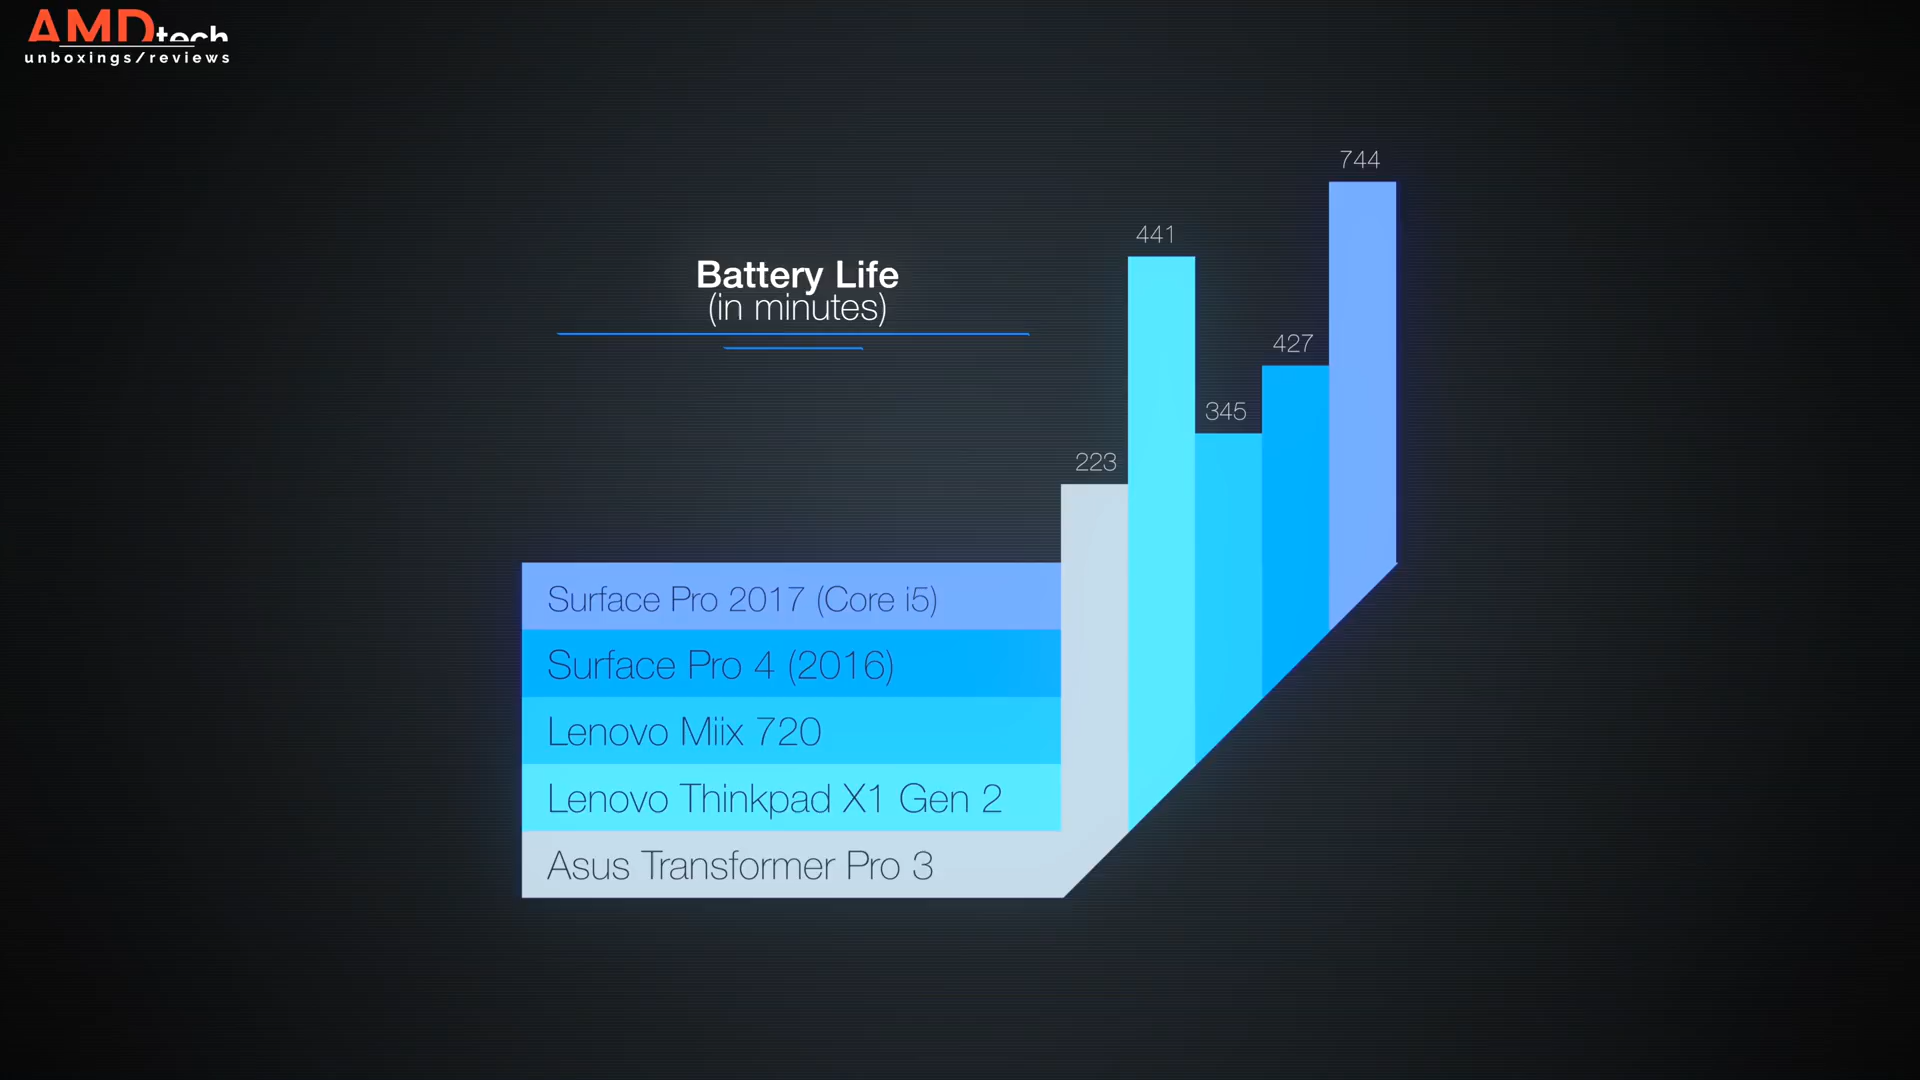 AMDtech
unboxings/reviews
744
441
Battery Life
(in minutes)
427
345
223
Surface Pro 2017 (Core i5)
Surface Pro 4 (2016)
Lenovo Miix 720
Lenovo Thinkpad X1 Gen 2
Asus Transformer Pro 3